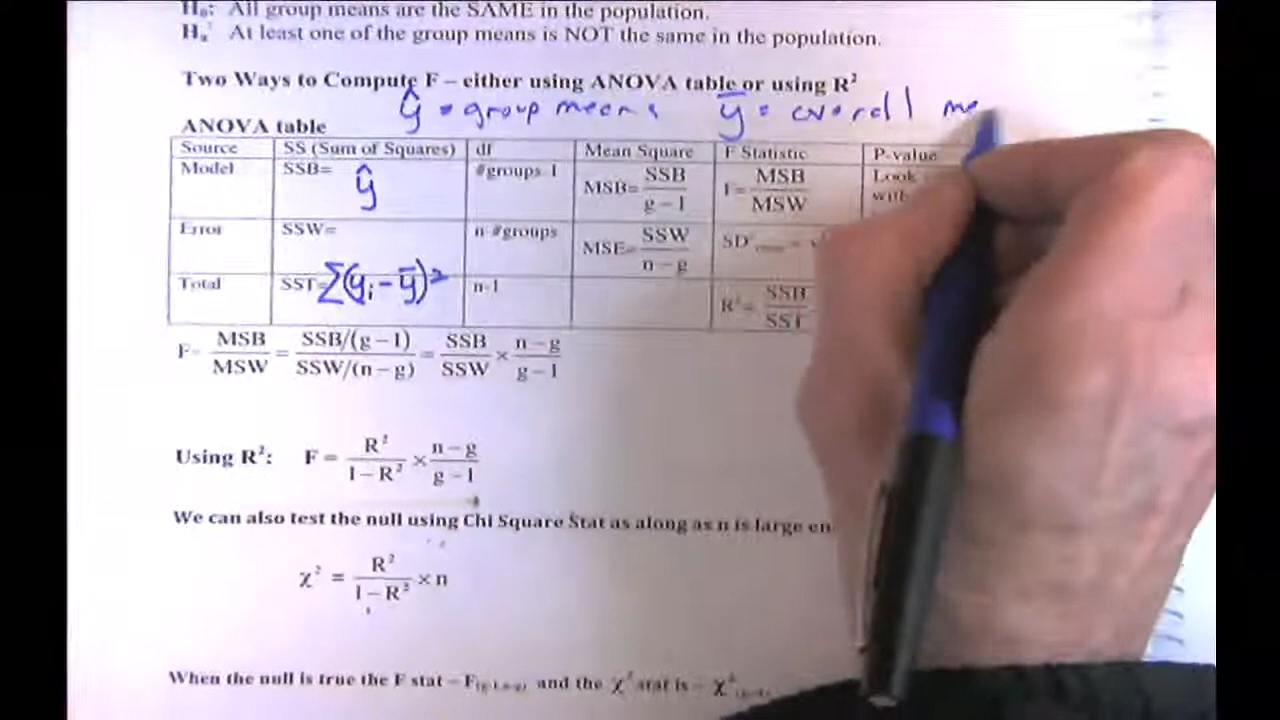 H₀: All group means are the SAME in the population.
Hₐ: At least one of the group means is NOT the same in the population.
Two Ways to Compute F – either using ANOVA table or using R²
ŷ = group means ȳ = overall me
ANOVA table
Source SS (Sum of Squares) df Mean Square F Statistic P-value
Model SSB= ŷ #groups-1 MSB= SSB / g – 1 F = MSB / MSW Look with
Error SSW= n-#groups MSE= SSW / n – g SD
Total SST= Σ(yᵢ - ȳ)² n-1 R² = SSB / SST
F= MSB / MSW = SSB/(g – 1) / SSW/(n – g) = SSB / SSW × n – g / g – 1
Using R²: F = R² / 1 – R² × n – g / g – 1
We can also test the null using Chi Square Stat as along as n is large en
χ² = R² / 1 – R² × n
When the null is true the F stat ~ F and the χ² stat is ~ χ²